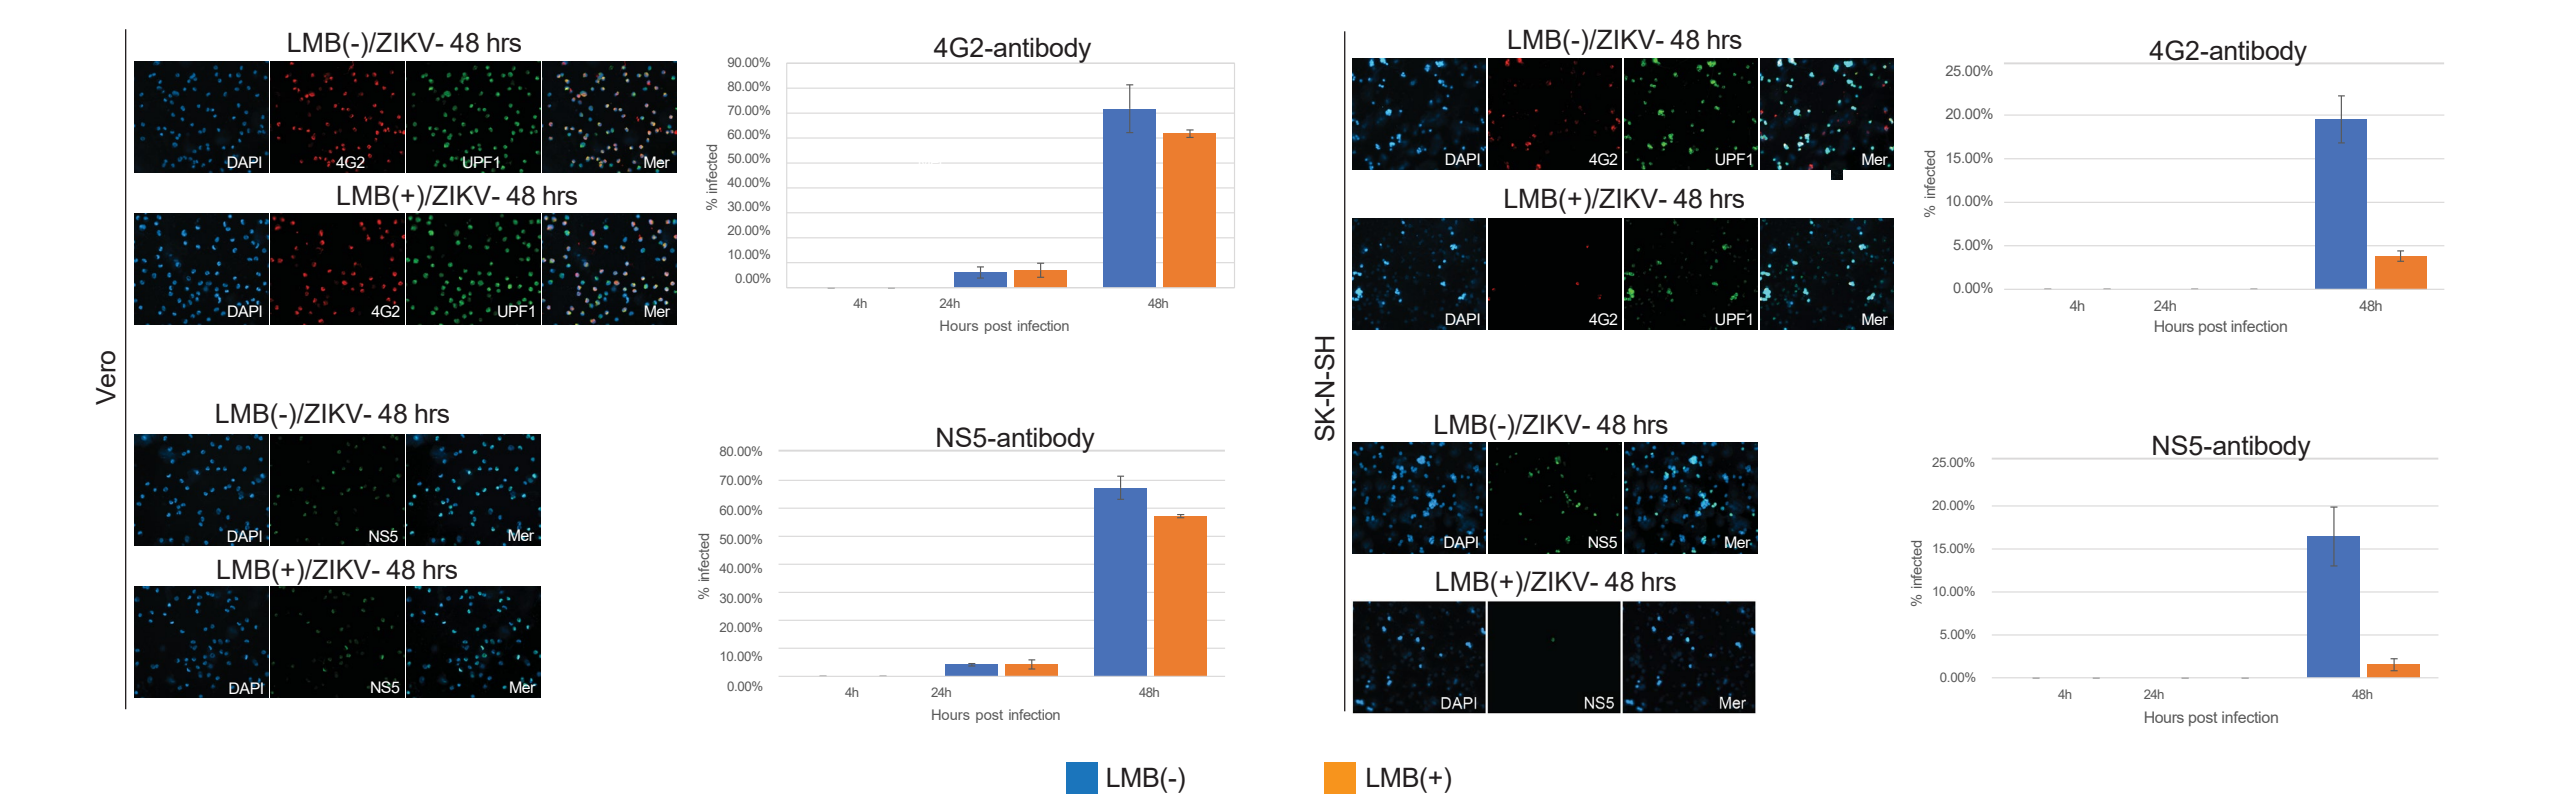 Vero
LMB(-)/ZIKV- 48 hrs
DAPI 4G2 UPF1 Mer
LMB(+)/ZIKV- 48 hrs
DAPI 4G2 UPF1 Mer
4G2-antibody
90.00%
80.00%
70.00%
60.00%
50.00%
40.00%
30.00%
20.00%
10.00%
0.00%
% infected
4h 24h 48h
Hours post infection
LMB(-)/ZIKV- 48 hrs
DAPI NS5 Mer
LMB(+)/ZIKV- 48 hrs
DAPI NS5 Mer
NS5-antibody
80.00%
70.00%
60.00%
50.00%
40.00%
30.00%
20.00%
10.00%
0.00%
% infected
4h 24h 48h
Hours post infection
SK-N-SH
LMB(-)/ZIKV- 48 hrs
DAPI 4G2 UPF1 Mer
LMB(+)/ZIKV- 48 hrs
DAPI 4G2 UPF1 Mer
4G2-antibody
25.00%
20.00%
15.00%
10.00%
5.00%
0.00%
% infected
4h 24h 48h
Hours post infection
LMB(-)/ZIKV- 48 hrs
DAPI NS5 Mer
LMB(+)/ZIKV- 48 hrs
DAPI NS5 Mer
NS5-antibody
25.00%
20.00%
15.00%
10.00%
5.00%
0.00%
% infected
4h 24h 48h
Hours post infection
LMB(-) LMB(+)